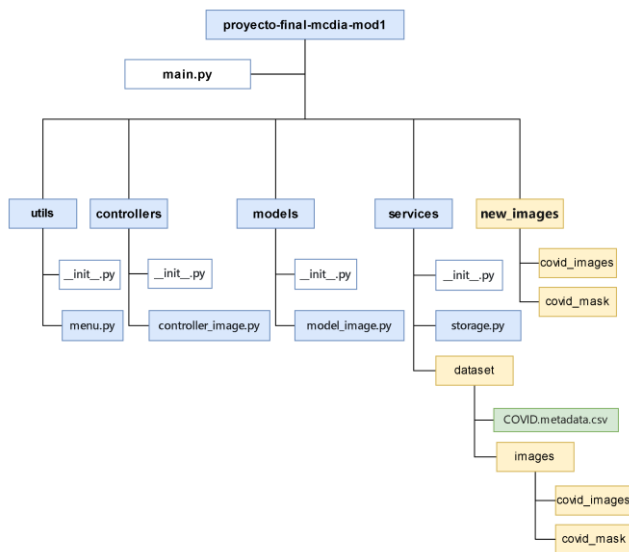 proyecto-final-mcdia-mod1
main.py
utils
controllers
models
services
new_images
__init__.py
__init__.py
__init__.py
__init__.py
covid_images
covid_mask
menu.py
controller_image.py
model_image.py
storage.py
dataset
COVID.metadata.csv
images
covid_images
covid_mask